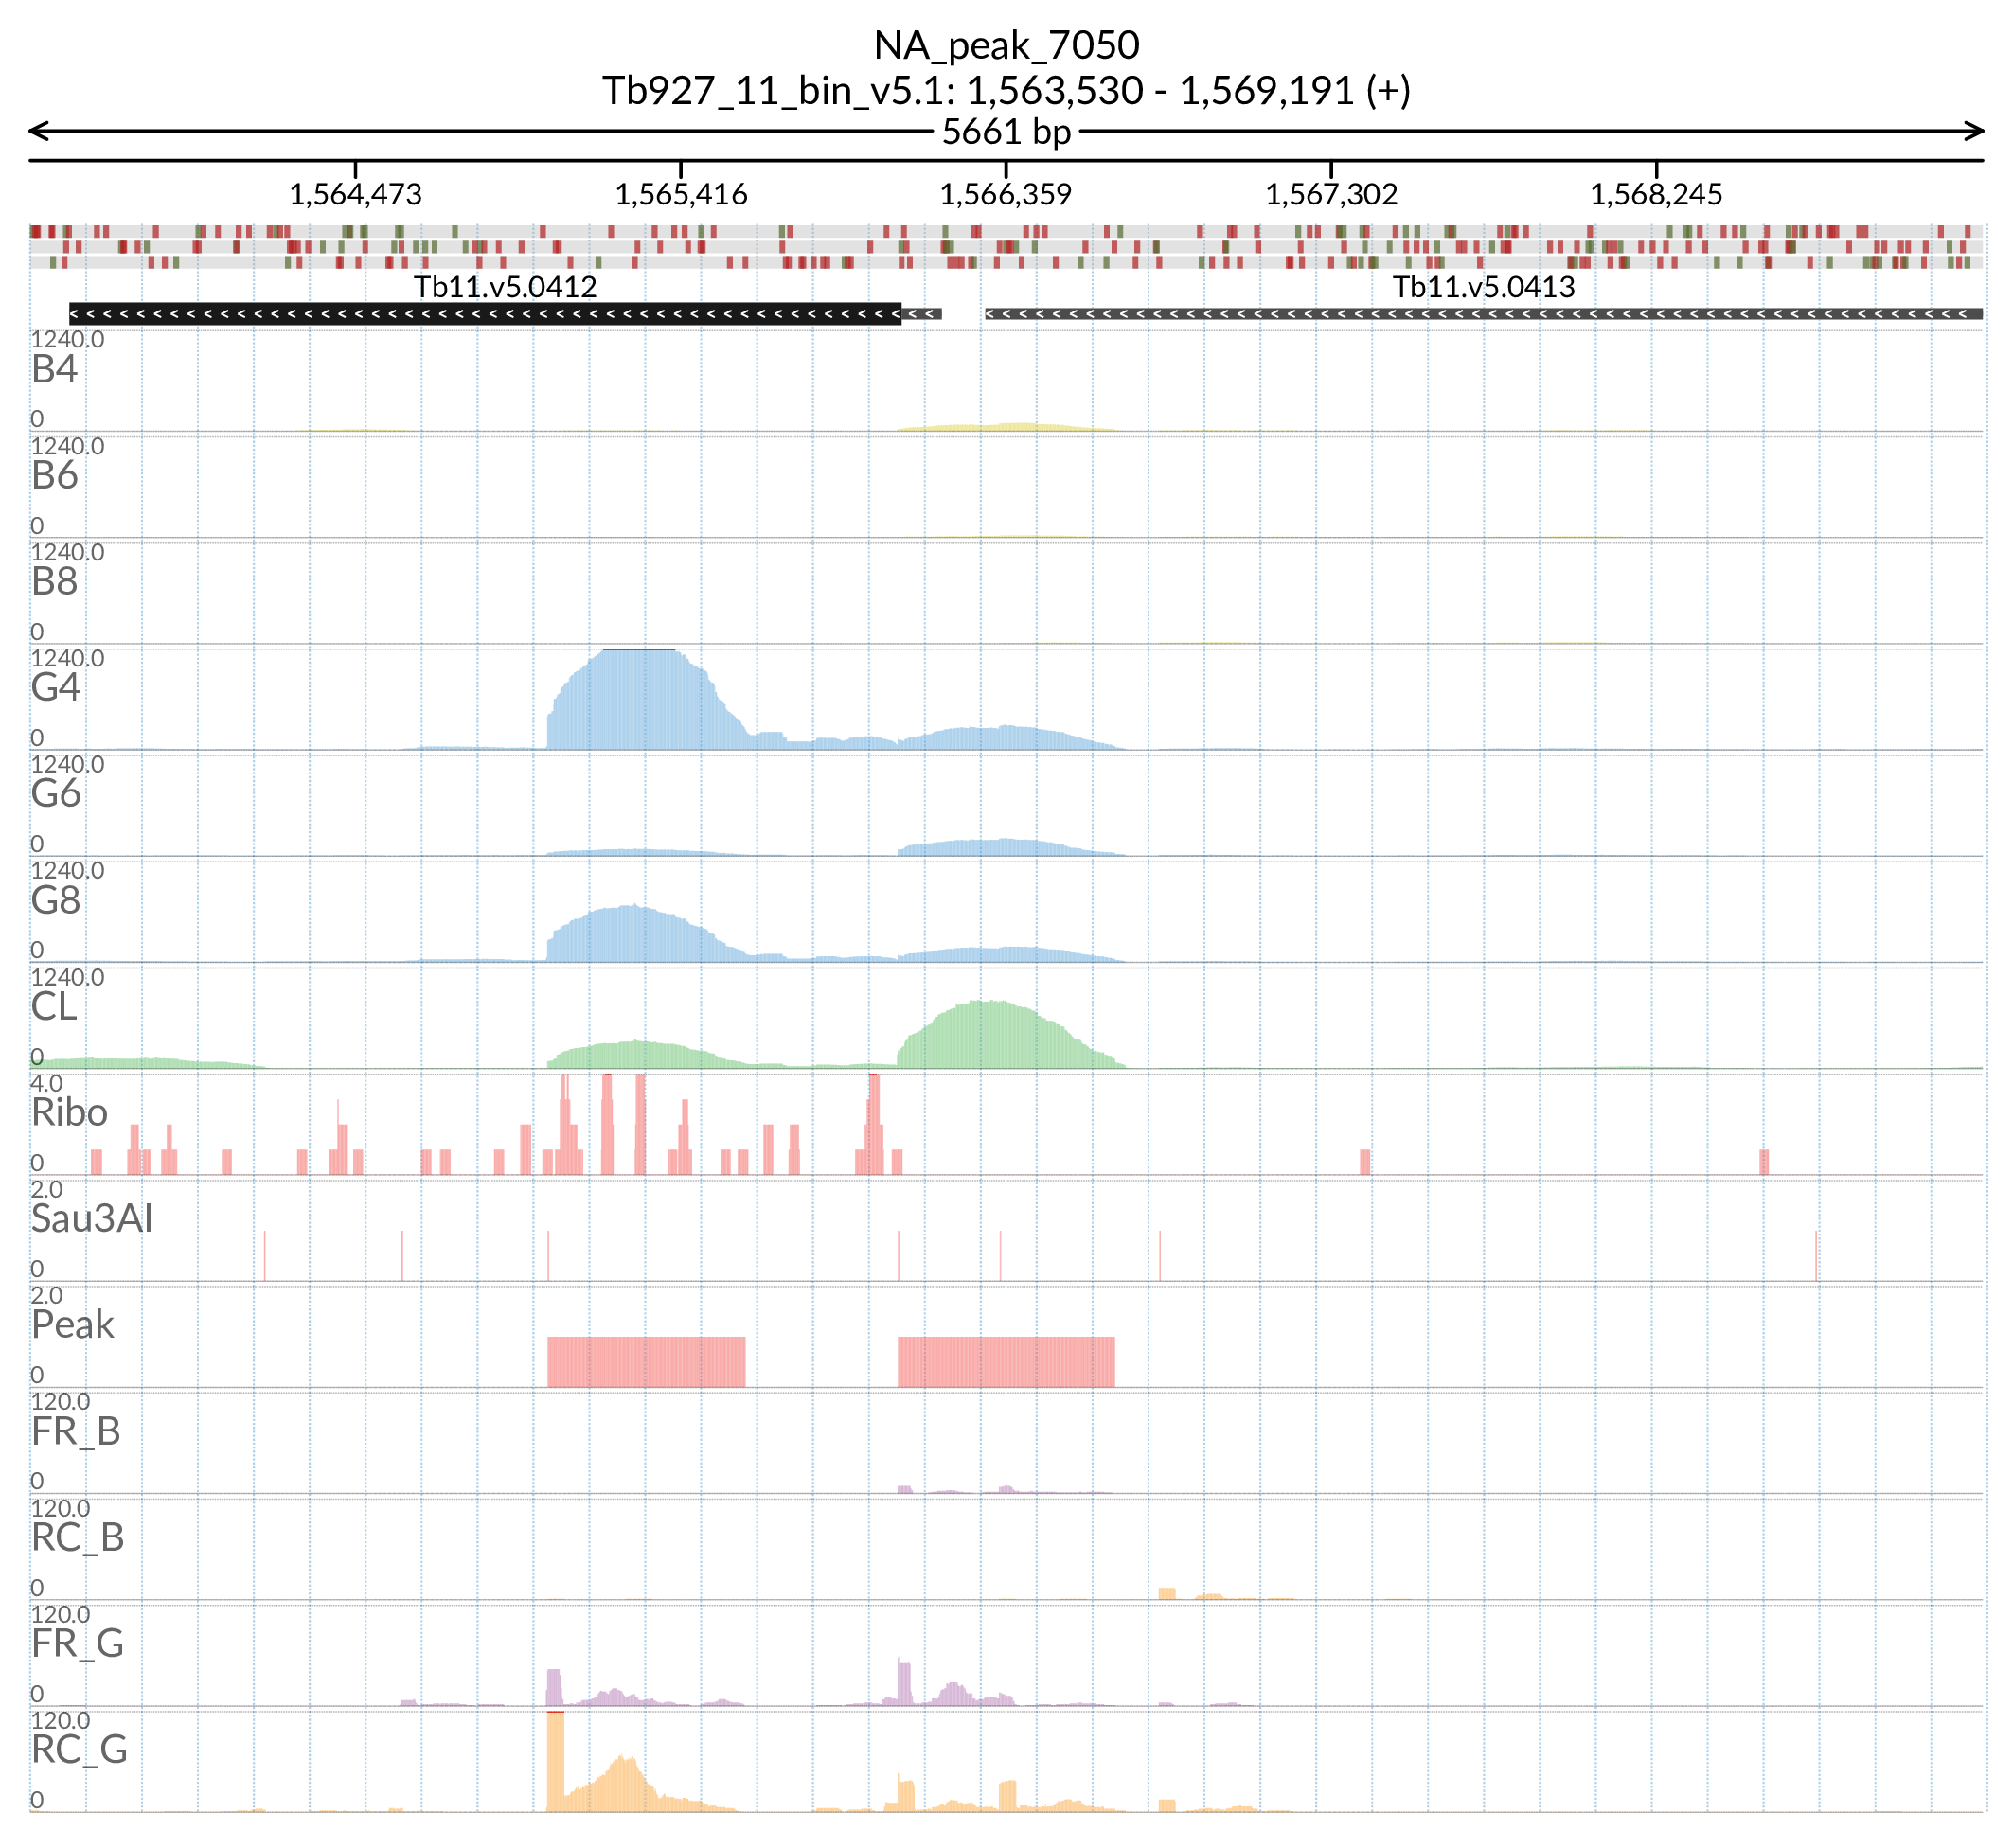 NA_peak_7050
Tb927_11_bin_v5.1: 1,563,530 - 1,569,191 (+)
5661 bp
1,564,473 1,565,416 1,566,359 1,567,302 1,568,245
Tb11.v5.0412 Tb11.v5.0413
1240.0
B4
0
1240.0
B6
0
1240.0
B8
0
1240.0
G4
0
1240.0
G6
0
1240.0
G8
0
1240.0
CL
0
4.0
Ribo
0
2.0
Sau3AI
0
2.0
Peak
0
120.0
FR_B
0
120.0
RC_B
0
120.0
FR_G
0
120.0
RC_G
0